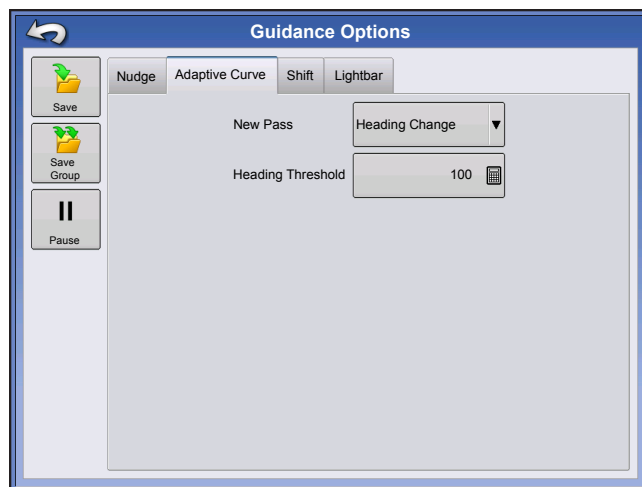 Guidance Options
Save
Save
Group
Pause
Nudge
Adaptive Curve
Shift
Lightbar
New Pass
Heading Change
Heading Threshold
100